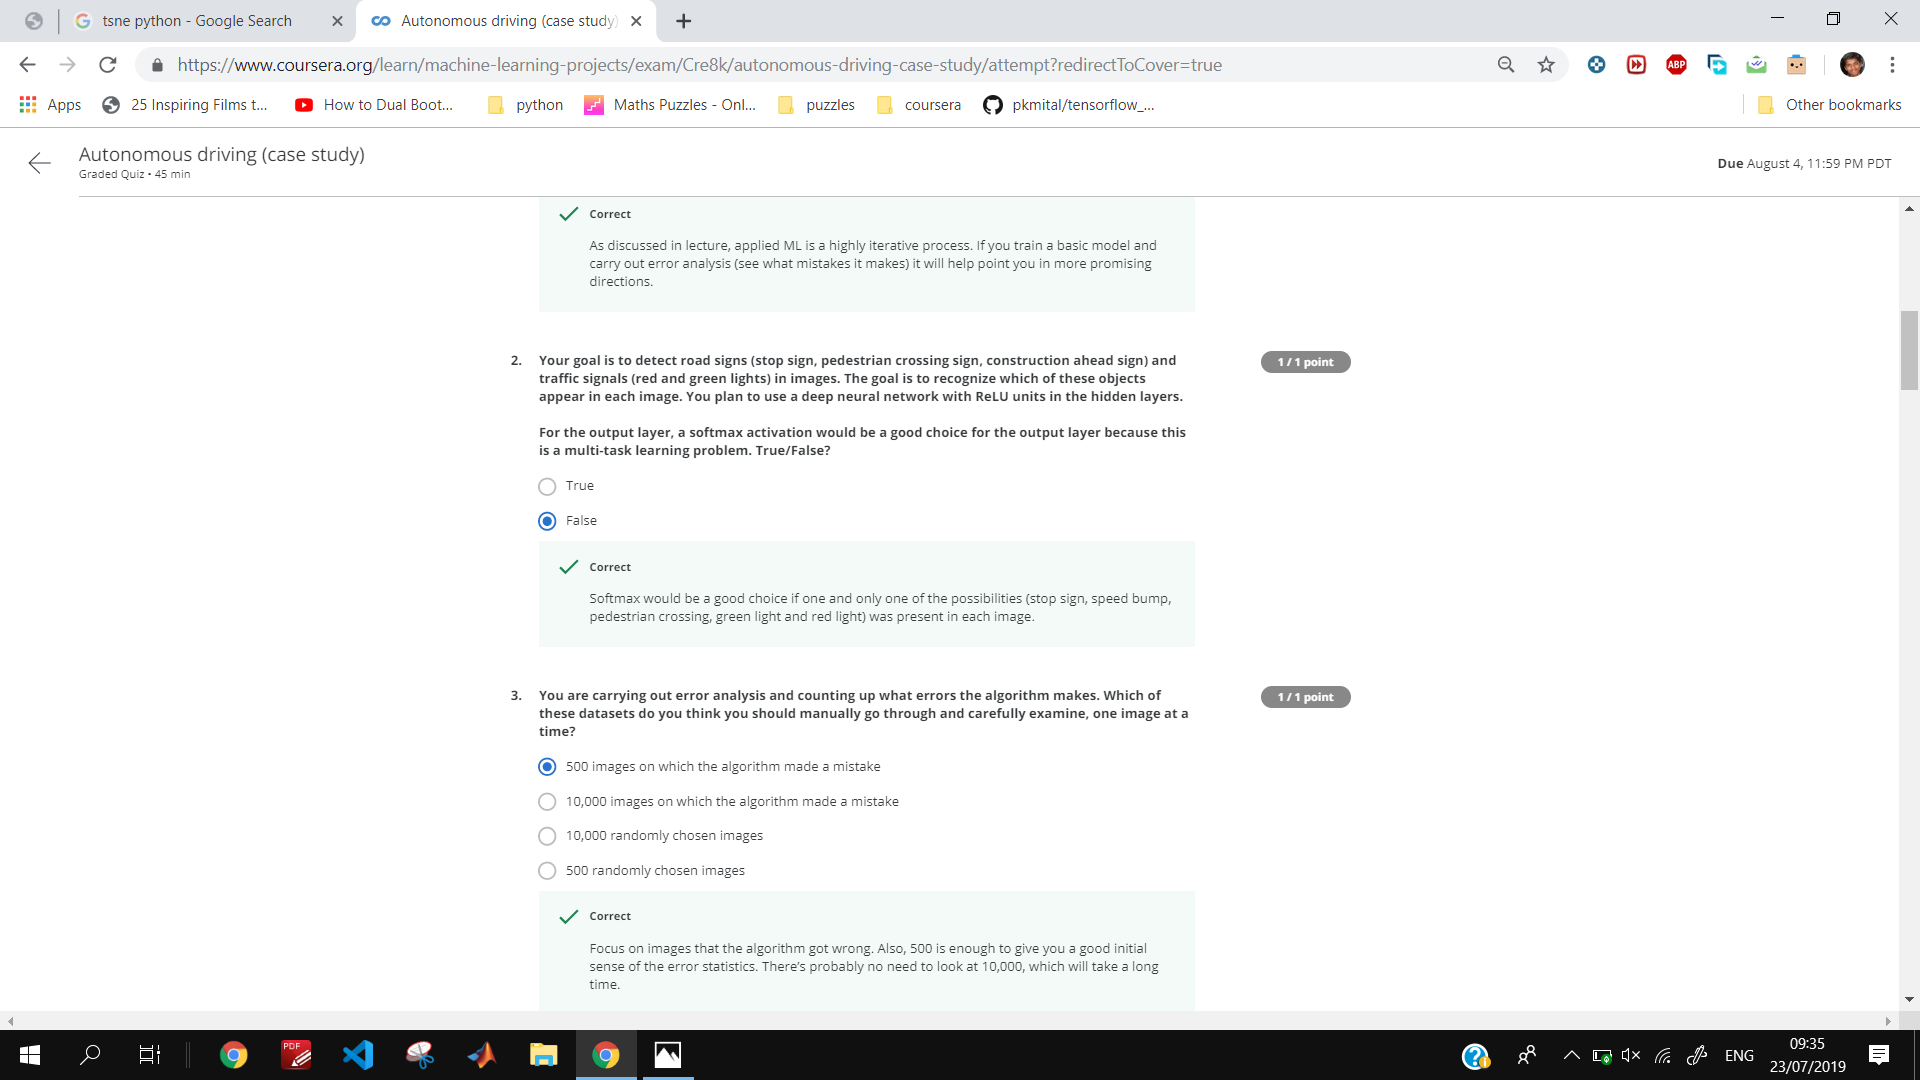 tsne python - Google Search
Autonomous driving (case study)
https://www.coursera.org/learn/machine-learning-projects/exam/Cre8k/autonomous-driving-case-study/attempt?redirectToCover=true
ABP
Apps
25 Inspiring Films t...
How to Dual Boot...
python
Maths Puzzles - Onl...
puzzles
coursera
pkmital/tensorflow_...
Other bookmarks
Autonomous driving (case study)
Graded Quiz • 45 min
Due August 4, 11:59 PM PDT
Correct
As discussed in lecture, applied ML is a highly iterative process. If you train a basic model and
carry out error analysis (see what mistakes it makes) it will help point you in more promising
directions.
2. Your goal is to detect road signs (stop sign, pedestrian crossing sign, construction ahead sign) and
traffic signals (red and green lights) in images. The goal is to recognize which of these objects
appear in each image. You plan to use a deep neural network with ReLU units in the hidden layers.
1 / 1 point
For the output layer, a softmax activation would be a good choice for the output layer because this
is a multi-task learning problem. True/False?
True
False
Correct
Softmax would be a good choice if one and only one of the possibilities (stop sign, speed bump,
pedestrian crossing, green light and red light) was present in each image.
3. You are carrying out error analysis and counting up what errors the algorithm makes. Which of
these datasets do you think you should manually go through and carefully examine, one image at a
time?
1 / 1 point
500 images on which the algorithm made a mistake
10,000 images on which the algorithm made a mistake
10,000 randomly chosen images
500 randomly chosen images
Correct
Focus on images that the algorithm got wrong. Also, 500 is enough to give you a good initial
sense of the error statistics. There's probably no need to look at 10,000, which will take a long
time.
PDF
ENG
09:35
23/07/2019